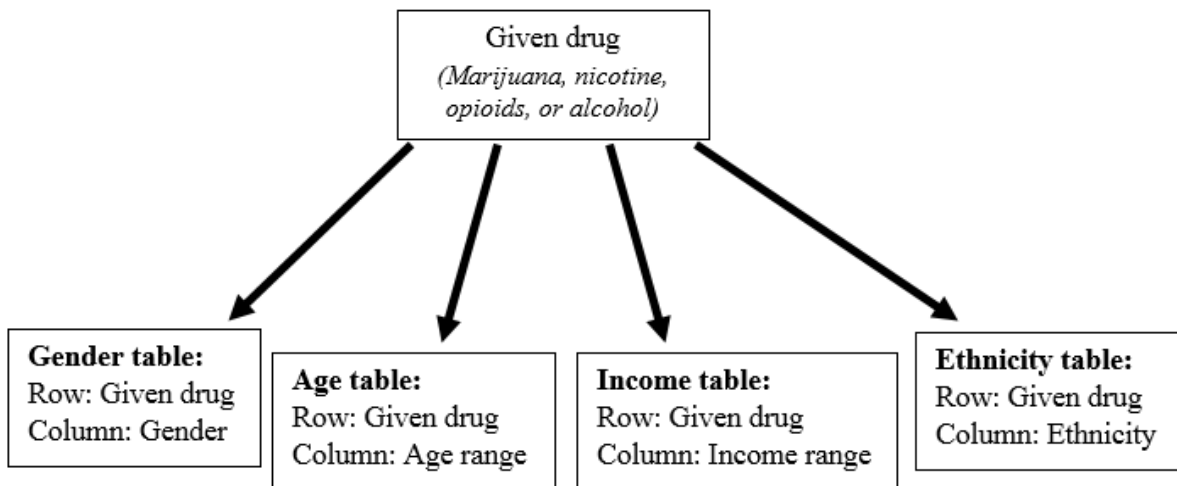 Given drug
(Marijuana, nicotine,
opioids, or alcohol)
Gender table:
Row: Given drug
Column: Gender
Age table:
Row: Given drug
Column: Age range
Income table:
Row: Given drug
Column: Income range
Ethnicity table:
Row: Given drug
Column: Ethnicity